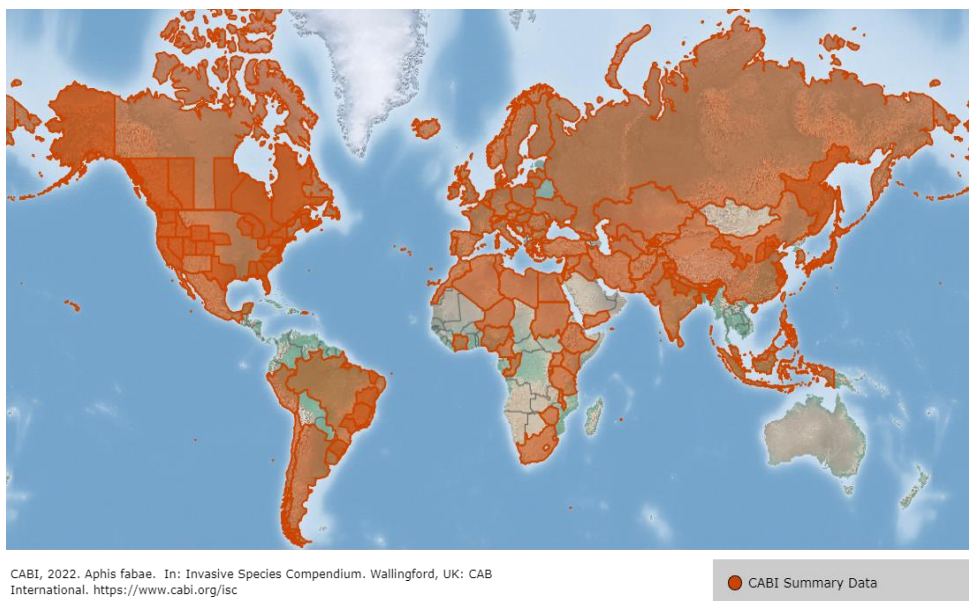 CABI, 2022. Aphis fabae. In: Invasive Species Compendium. Wallingford, UK: CAB
International. https://www.cabi.org/isc
CABI Summary Data